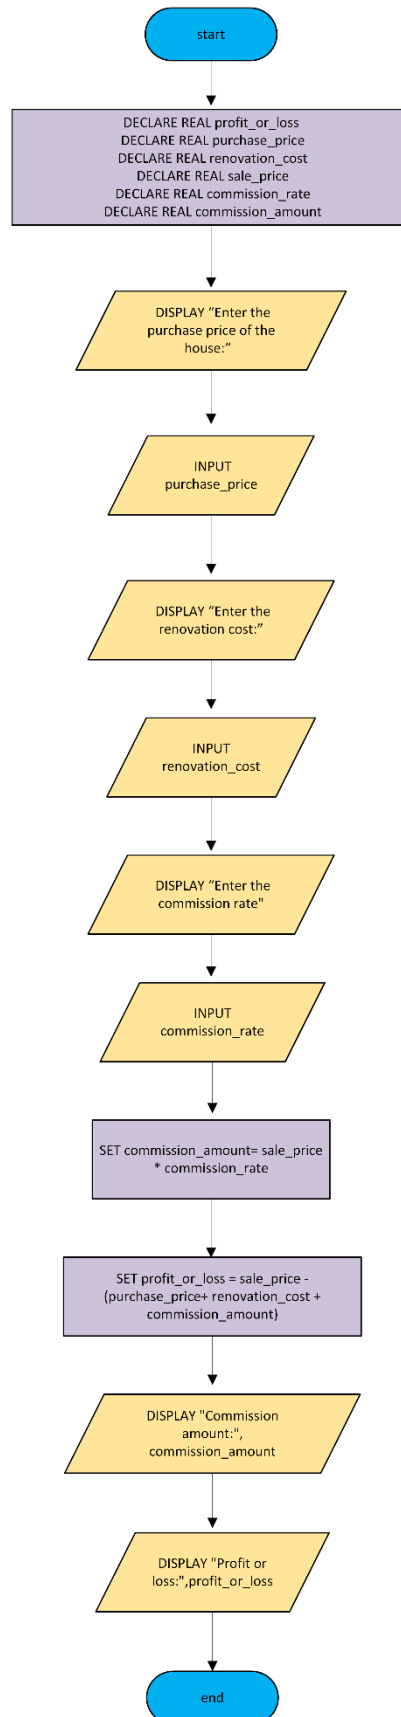 start
DECLARE REAL profit_or_loss
DECLARE REAL purchase_price
DECLARE REAL renovation_cost
DECLARE REAL sale_price
DECLARE REAL commission_rate
DECLARE REAL commission_amount
DISPLAY “Enter the
purchase price of the
house:”
INPUT
purchase_price
DISPLAY “Enter the
renovation cost:”
INPUT
renovation_cost
DISPLAY “Enter the
commission rate"
INPUT
commission_rate
SET commission_amount= sale_price
* commission_rate
SET profit_or_loss = sale_price -
(purchase_price+ renovation_cost +
commission_amount)
DISPLAY "Commission
amount:",
commission_amount
DISPLAY "Profit or
loss:",profit_or_loss
end